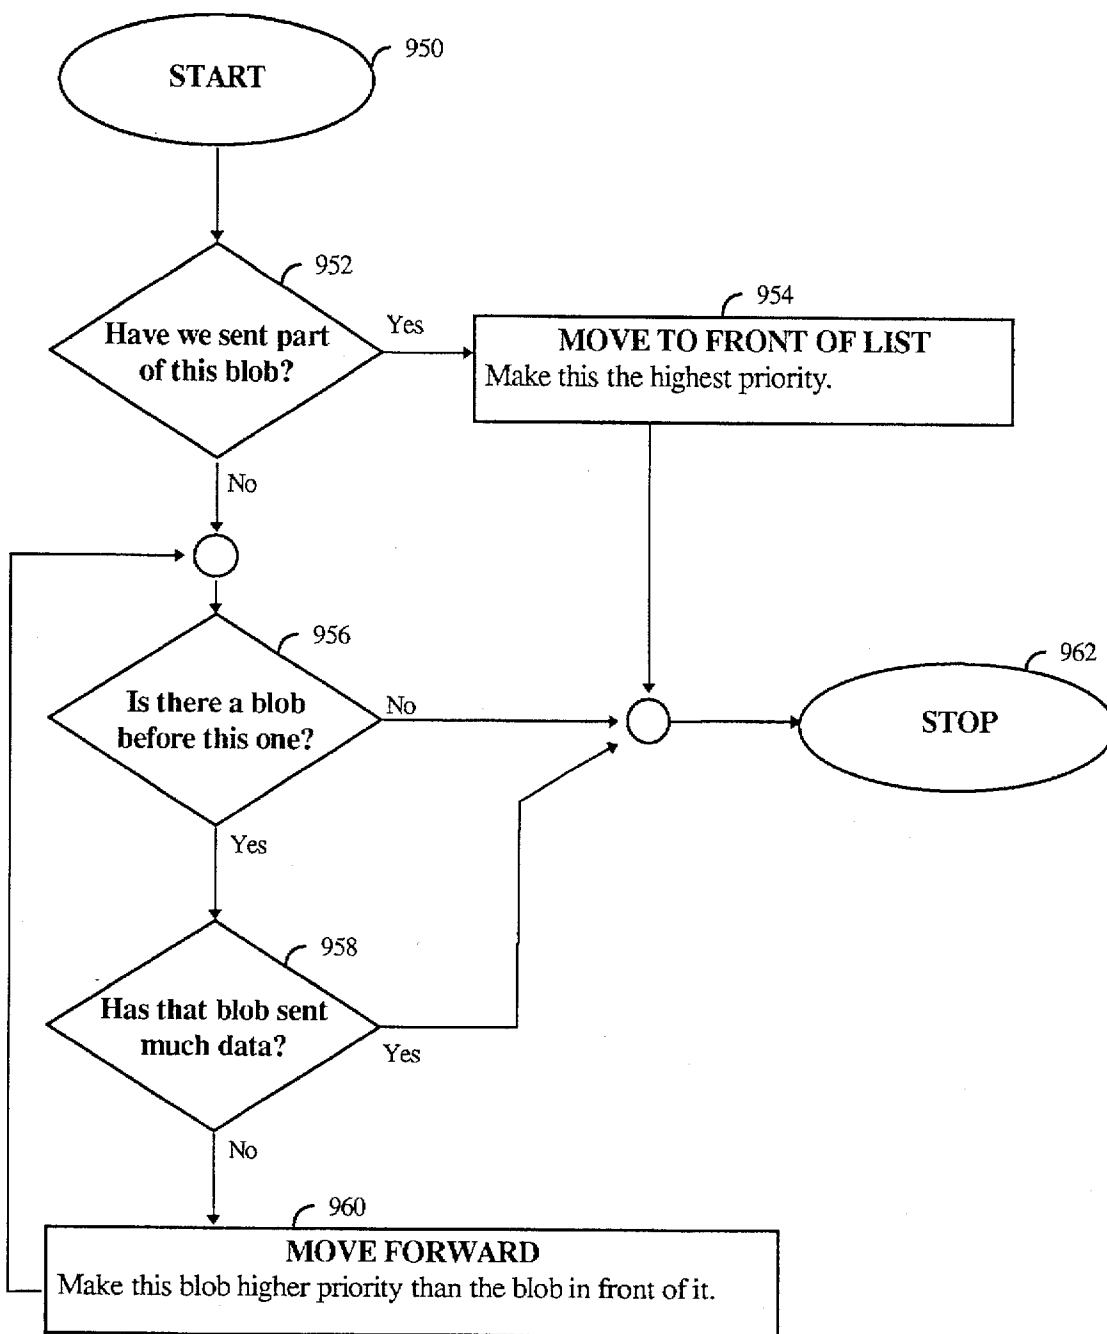 START
950
952
Have we sent part
of this blob?
Yes
954
MOVE TO FRONT OF LIST
Make this the highest priority.
No
956
Is there a blob
before this one?
No
962
STOP
Yes
958
Has that blob sent
much data?
Yes
No
960
MOVE FORWARD
Make this blob higher priority than the blob in front of it.